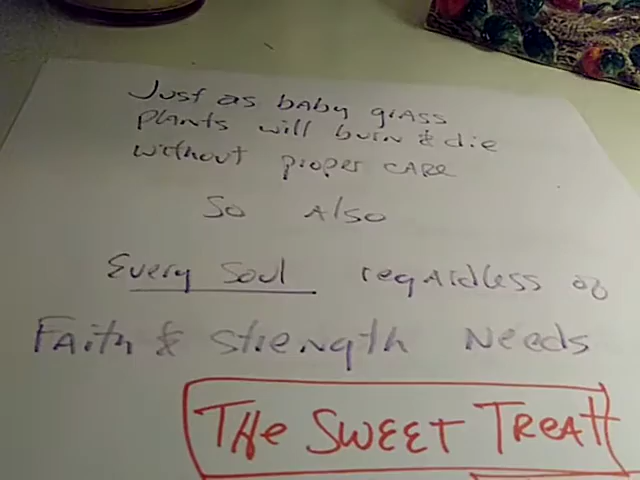 Just as baby grass
plants will burn & die
without proper care
So Also
Every Soul regardless of
Faith & Strength Needs
THE SWEET TREAT